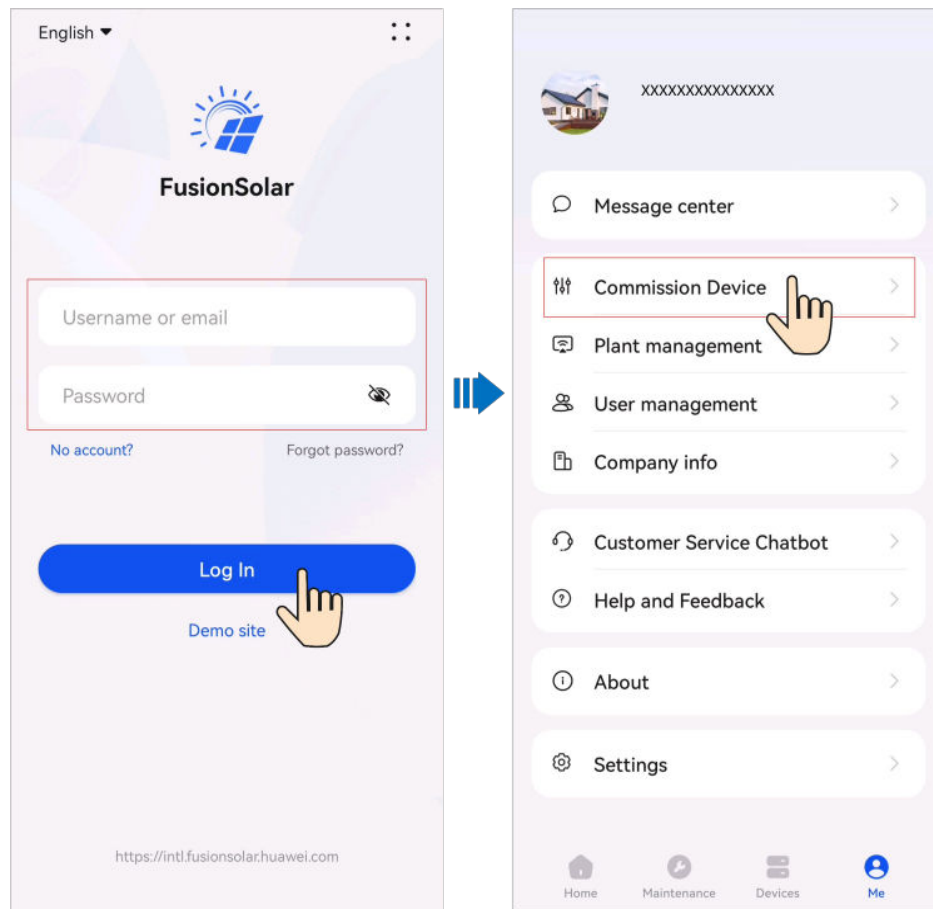 English
FusionSolar
Username or email
Password
No account? Forgot password?
Log In
Demo site
https://intl.fusionsolar.huawei.com
xxxxxxxxxxxxxxx
Message center
Commission Device
Plant management
User management
Company info
Customer Service Chatbot
Help and Feedback
About
Settings
Home Maintenance Devices Me